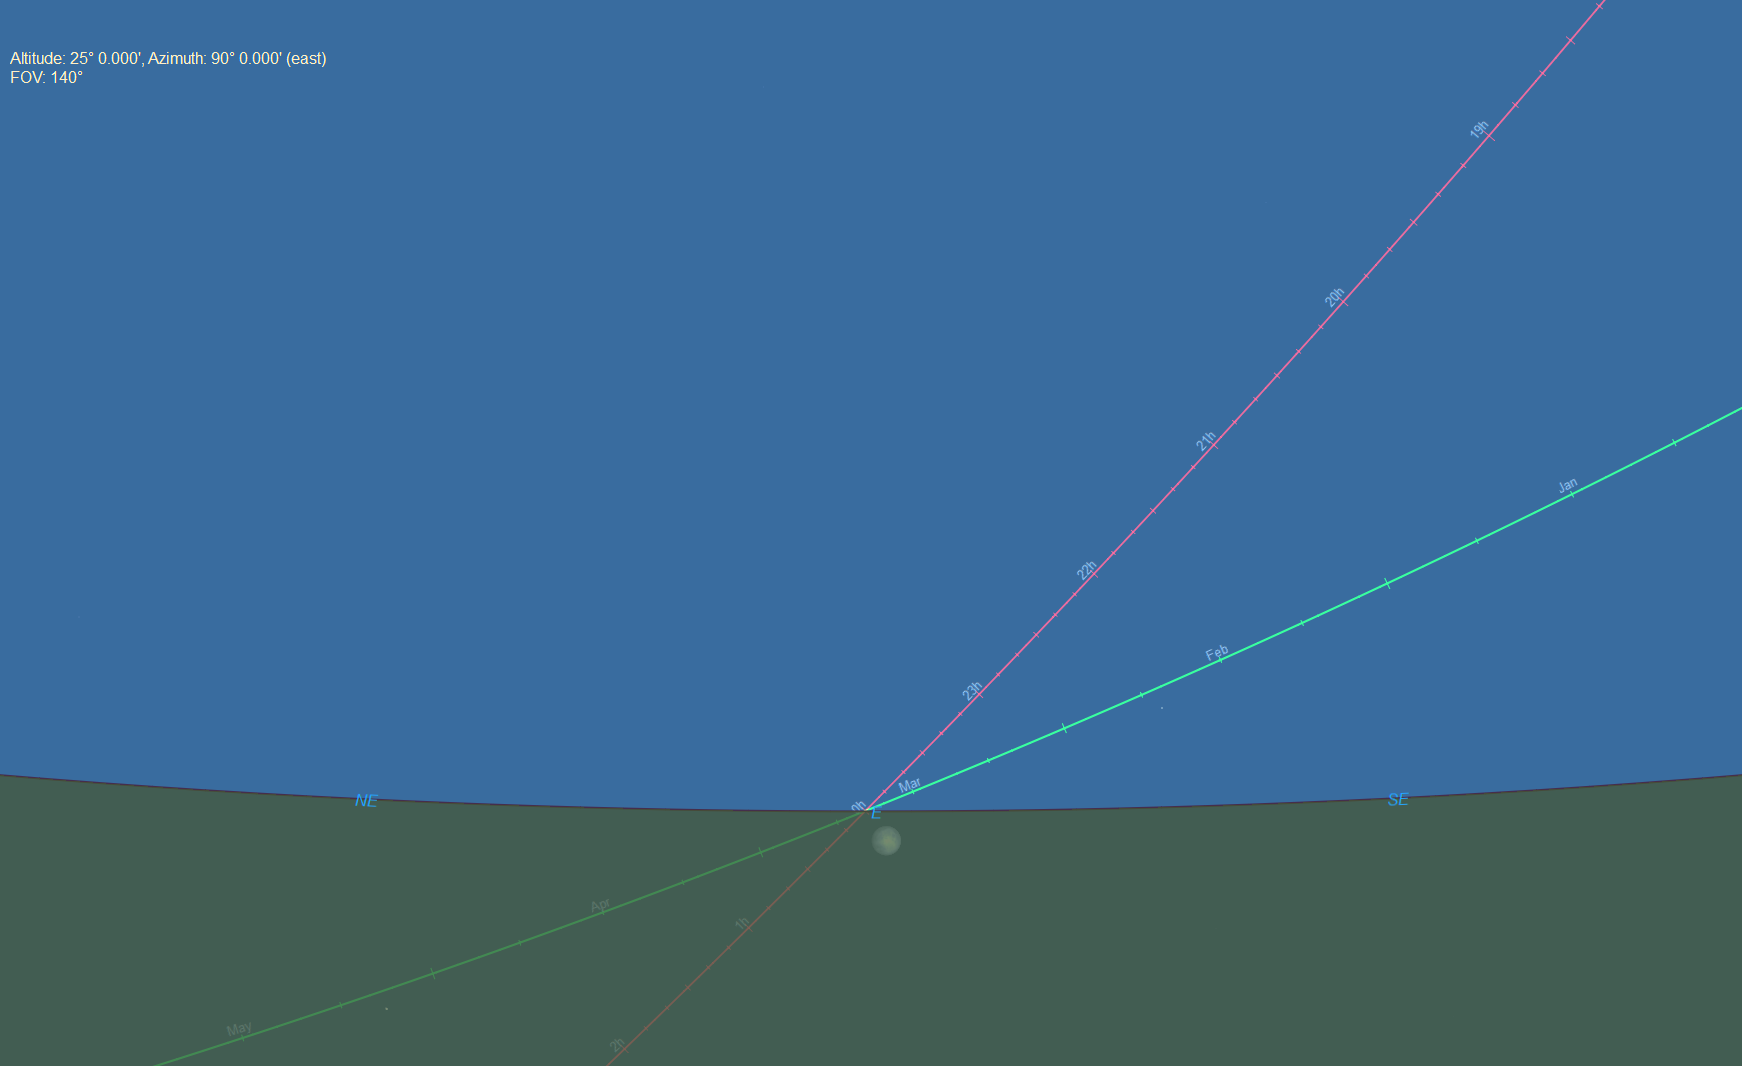 Altitude: 25° 0.000', Azimuth: 90° 0.000' (east)
FOV: 140°
19h
20h
21h
22h
Jan
Feb
23h
Mar
NE
SE
0h
E
Apr
1h
May
2h